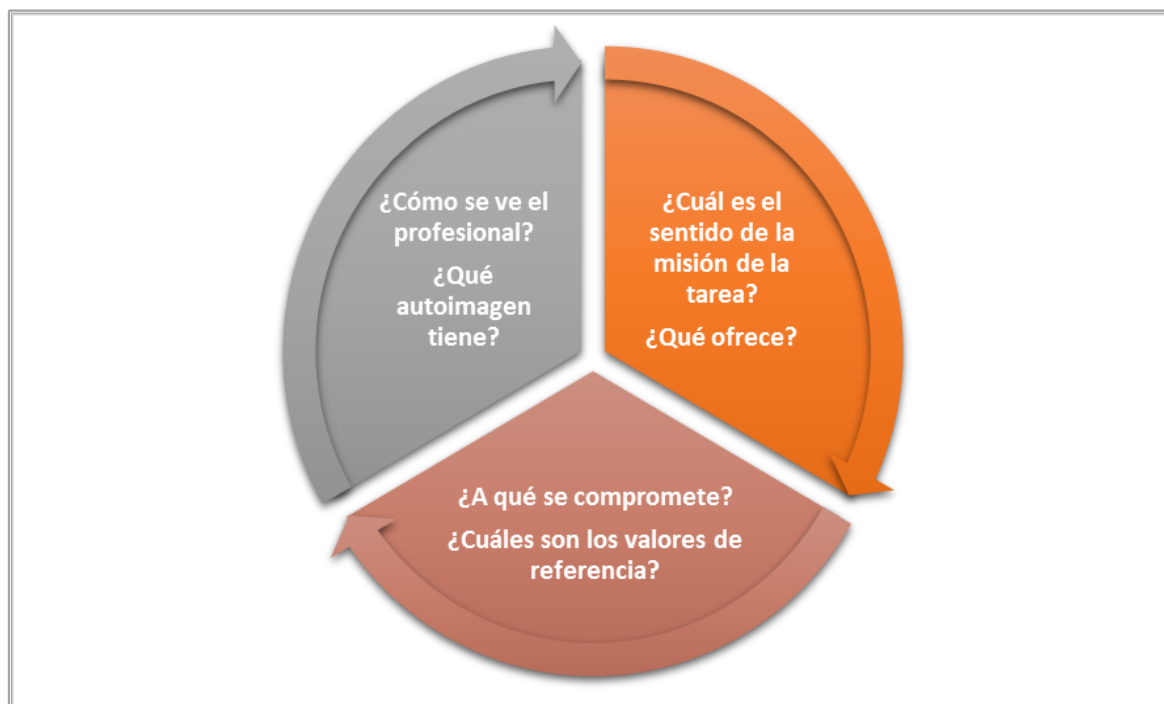 ¿Cómo se ve el
profesional?
¿Qué
autoimagen
tiene?
¿Cuál es el
sentido de la
misión de la
tarea?
¿Qué ofrece?
¿A qué se compromete?
¿Cuáles son los valores de
referencia?